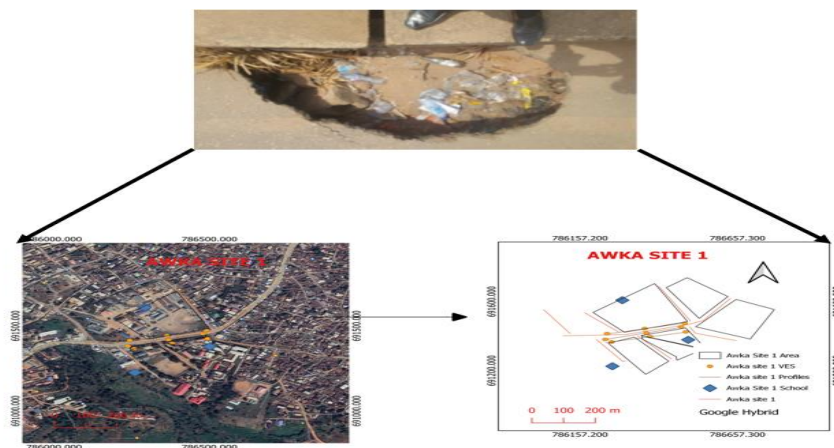 786000.000 786500.000
AWKA SITE 1
691500.000 691500.000
691000.000 691000.000
786000.000 786500.000
786157.200 786657.300
AWKA SITE 1
691600
691200
Awka Site 1 Area
Awka site 1 VES
Awka site 1 Profiles
Awka Site 1 School
Awka site 1
Google Hybrid
0 100 200 m
786157.200 786657.300